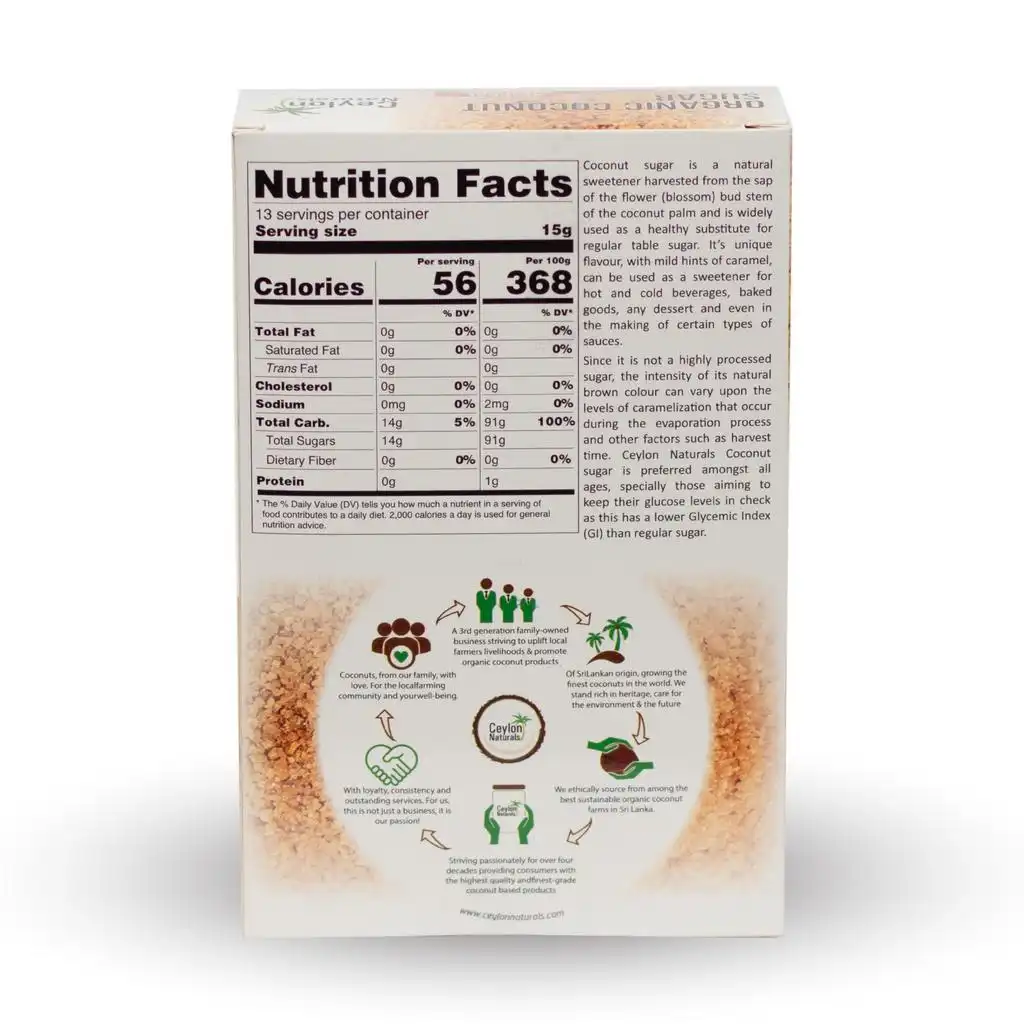 ORGANIC COCONUT
SUGAR
Ceylon
Naturals
Nutrition Facts
13 servings per container
Serving size 15g
Per serving Per 100g
Calories 56 368
% DV* % DV*
Total Fat 0g 0% 0g 0%
Saturated Fat 0g 0% 0g 0%
Trans Fat 0g 0g
Cholesterol 0g 0% 0g 0%
Sodium 0mg 0% 2mg 0%
Total Carb. 14g 5% 91g 100%
Total Sugars 14g 91g
Dietary Fiber 0g 0% 0g 0%
Protein 0g 1g
* The % Daily Value (DV) tells you how much a nutrient in a serving of
food contributes to a daily diet. 2,000 calories a day is used for general
nutrition advice.
Coconut sugar is a natural
sweetener harvested from the sap
of the flower (blossom) bud stem
of the coconut palm and is widely
used as a healthy substitute for
regular table sugar. It's unique
flavour, with mild hints of caramel,
can be used as a sweetener for
hot and cold beverages, baked
goods, any dessert and even in
the making of certain types of
sauces.
Since it is not a highly processed
sugar, the intensity of its natural
brown colour can vary upon the
levels of caramelization that occur
during the evaporation process
and other factors such as harvest
time. Ceylon Naturals Coconut
sugar is preferred amongst all
ages, specially those aiming to
keep their glucose levels in check
as this has a lower Glycemic Index
(GI) than regular sugar.
A 3rd generation family-owned
business striving to uplift local
farmers livelihoods & promote
organic coconut products
Of SriLankan origin, growing the
finest coconuts in the world. We
stand rich in heritage, care for
the environment & the future
We ethically source from among the
best sustainable organic coconut
farms in Sri Lanka.
Striving passionately for over four
decades providing consumers with
the highest quality andfinest-grade
coconut based products
With loyalty, consistency and
outstanding services. For us,
this is not just a business, it is
our passion!
Coconuts, from our family, with
love. For the localfarming
community and yourwell-being.
Ceylon
Naturals
Ceylon
Naturals
www.ceylonnaturals.com